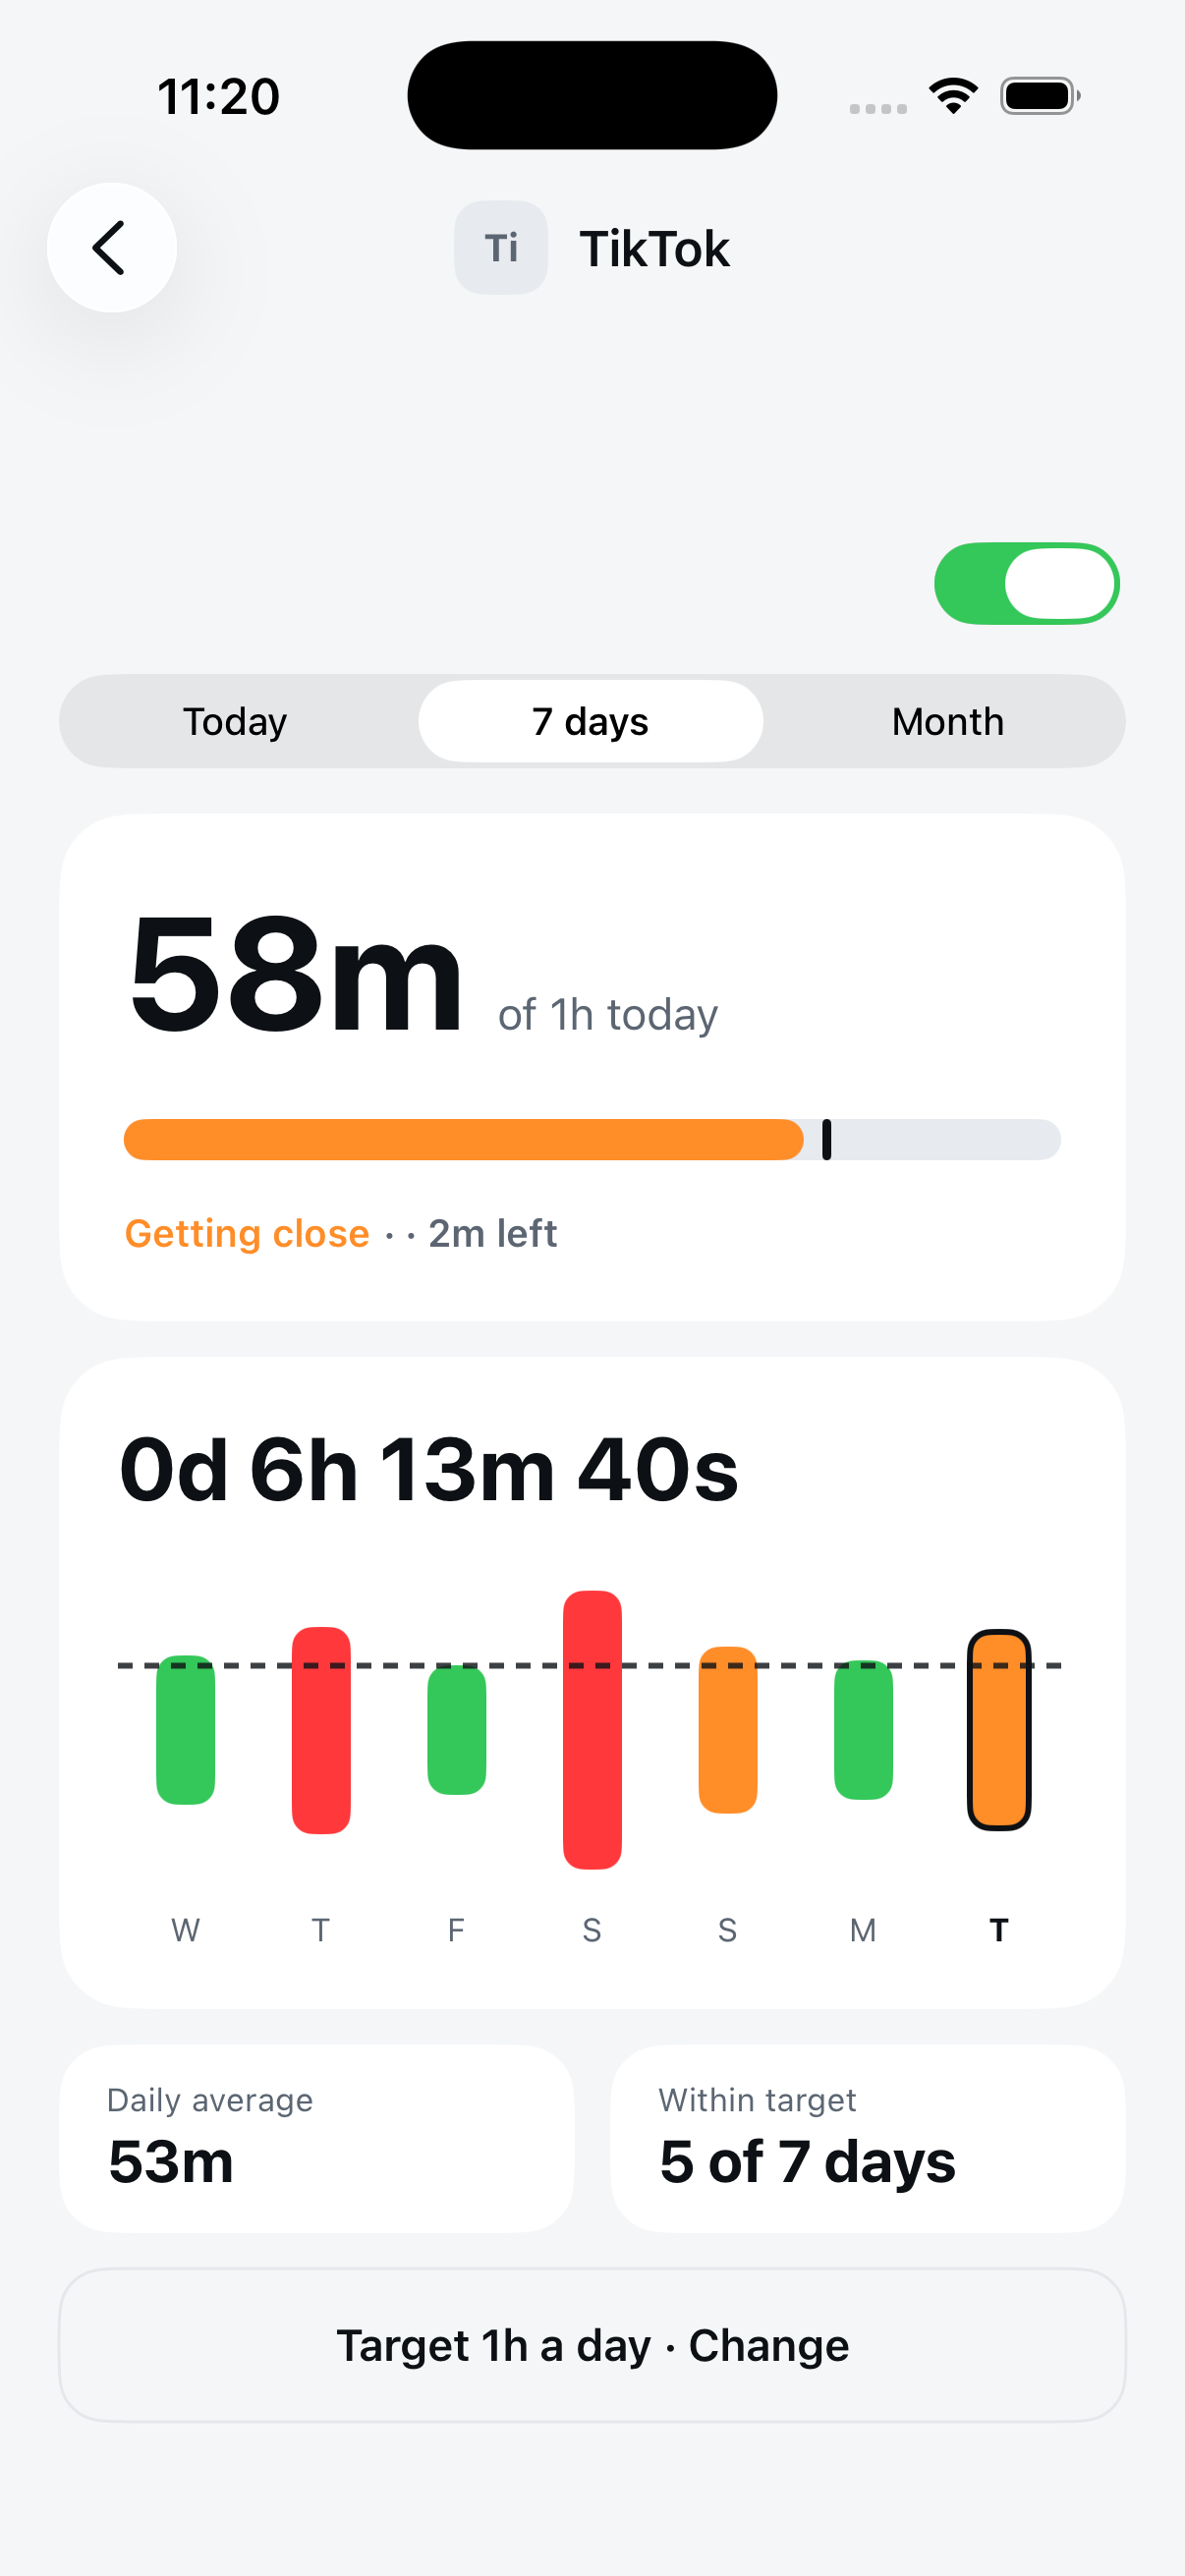 11:20
Ti TikTok
Today 7 days Month
58m of 1h today
Getting close · · 2m left
0d 6h 13m 40s
W T F S S M T
Daily average
53m
Within target
5 of 7 days
Target 1h a day · Change